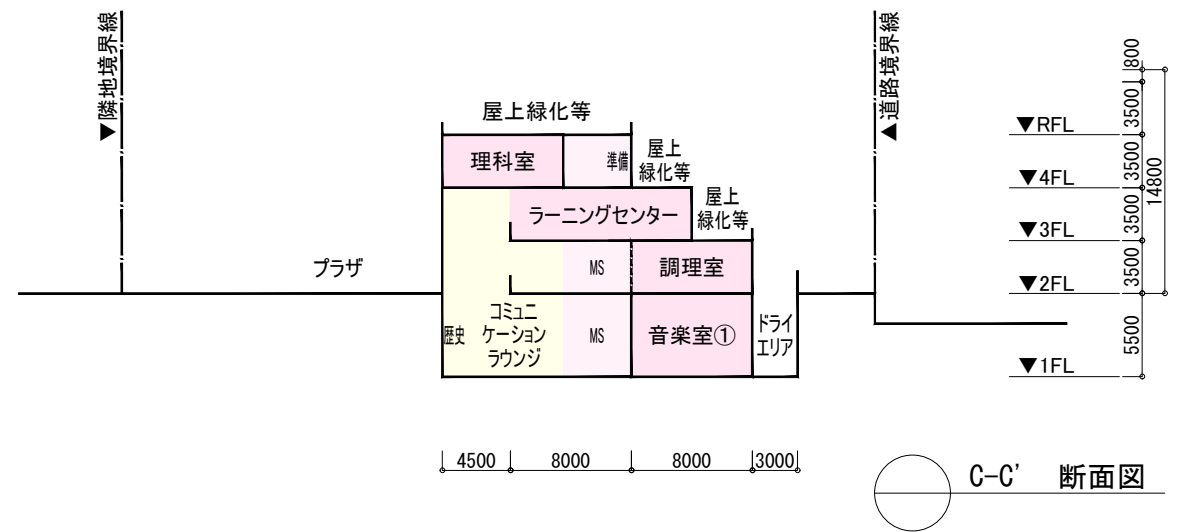 ▼隣地境界線
▼道路境界線
屋上緑化等
理科室
準備
屋上
緑化等
ラーニングセンター
屋上
緑化等
プラザ
MS
調理室
歴史
コミュニ
ケーション
ラウンジ
MS
音楽室①
ドライ
エリア
▼RFL
▼4FL
▼3FL
▼2FL
▼1FL
800
3500
3500
3500
3500
5500
14800
4500
8000
8000
3000
C-C' 断面図